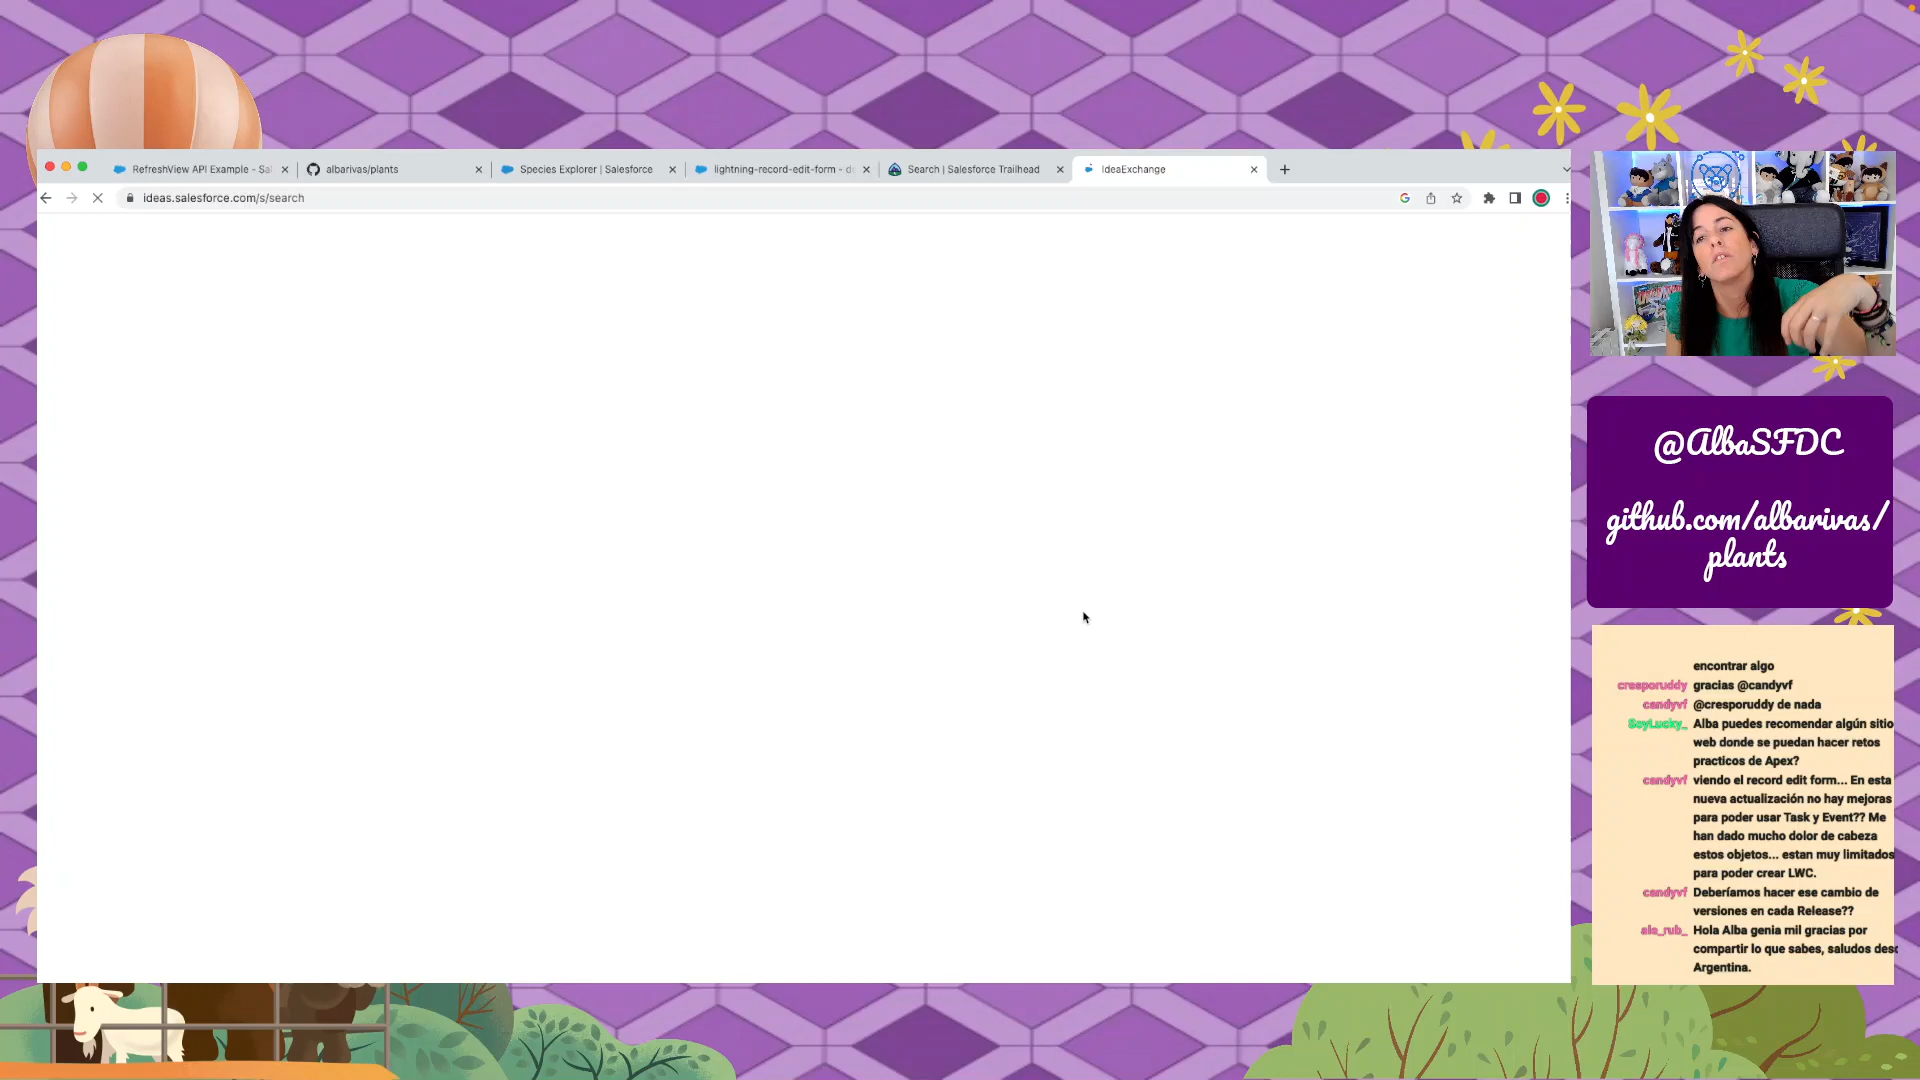 RefreshView API Example - Sal
albarivas/plants
Species Explorer | Salesforce
lightning-record-edit-form - d
Search | Salesforce Trailhead
IdeaExchange
ideas.salesforce.com/s/search
@AlbaSFDC
github.com/albarivas/
plants
encontrar algo
cresporuddy gracias @candyvf
candyvf @cresporuddy de nada
SoyLucky_ Alba puedes recomendar algún sitio
web donde se puedan hacer retos
practicos de Apex?
candyvf viendo el record edit form... En esta
nueva actualización no hay mejoras
para poder usar Task y Event?? Me
han dado mucho dolor de cabeza
estos objetos... estan muy limitados
para poder crear LWC.
candyvf Deberíamos hacer ese cambio de
versiones en cada Release??
ale_rub_ Hola Alba genia mil gracias por
compartir lo que sabes, saludos desd
Argentina.